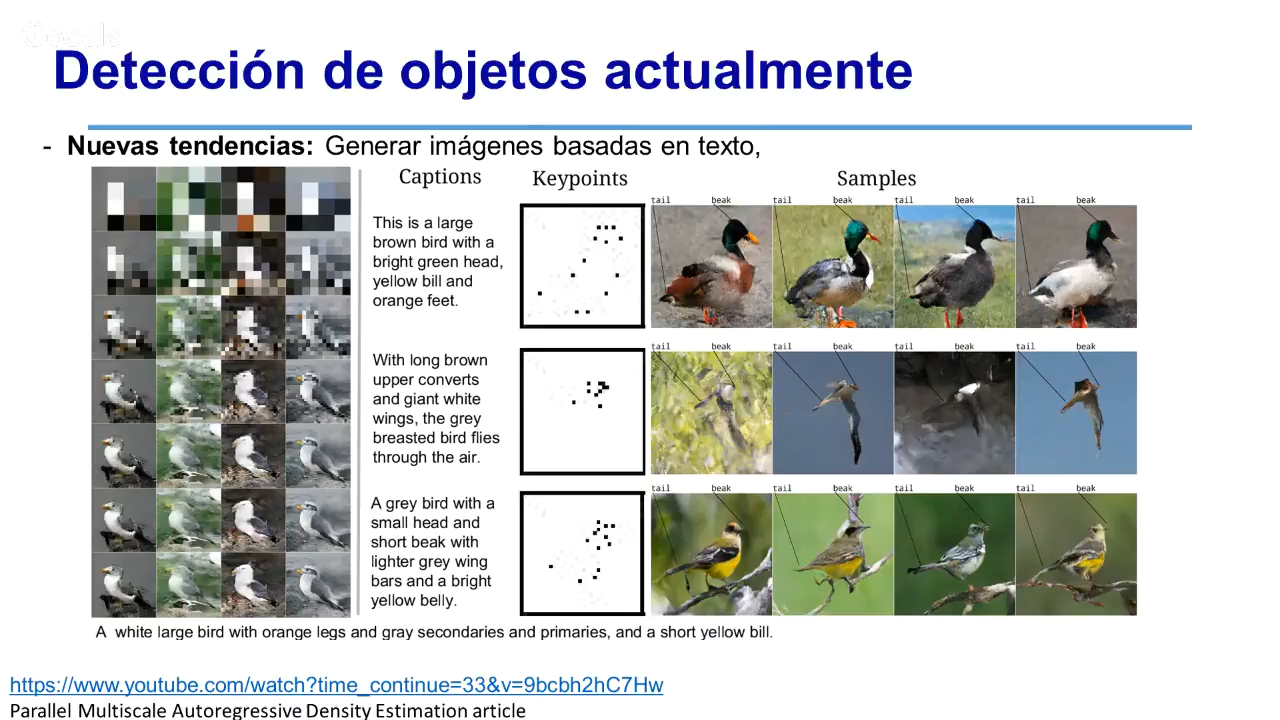 Detección de objetos actualmente
- Nuevas tendencias: Generar imágenes basadas en texto,
Captions
Keypoints
Samples
This is a large
brown bird with a
bright green head,
yellow bill and
orange feet.
tail beak tail beak tail beak tail beak
With long brown
upper converts
and giant white
wings, the grey
breasted bird flies
through the air.
tail beak tail beak tail beak tail beak
A grey bird with a
small head and
short beak with
lighter grey wing
bars and a bright
yellow belly.
tail beak tail beak tail beak tail beak
A white large bird with orange legs and gray secondaries and primaries, and a short yellow bill.
https://www.youtube.com/watch?time_continue=33&v=9bcbh2hC7Hw
Parallel Multiscale Autoregressive Density Estimation article